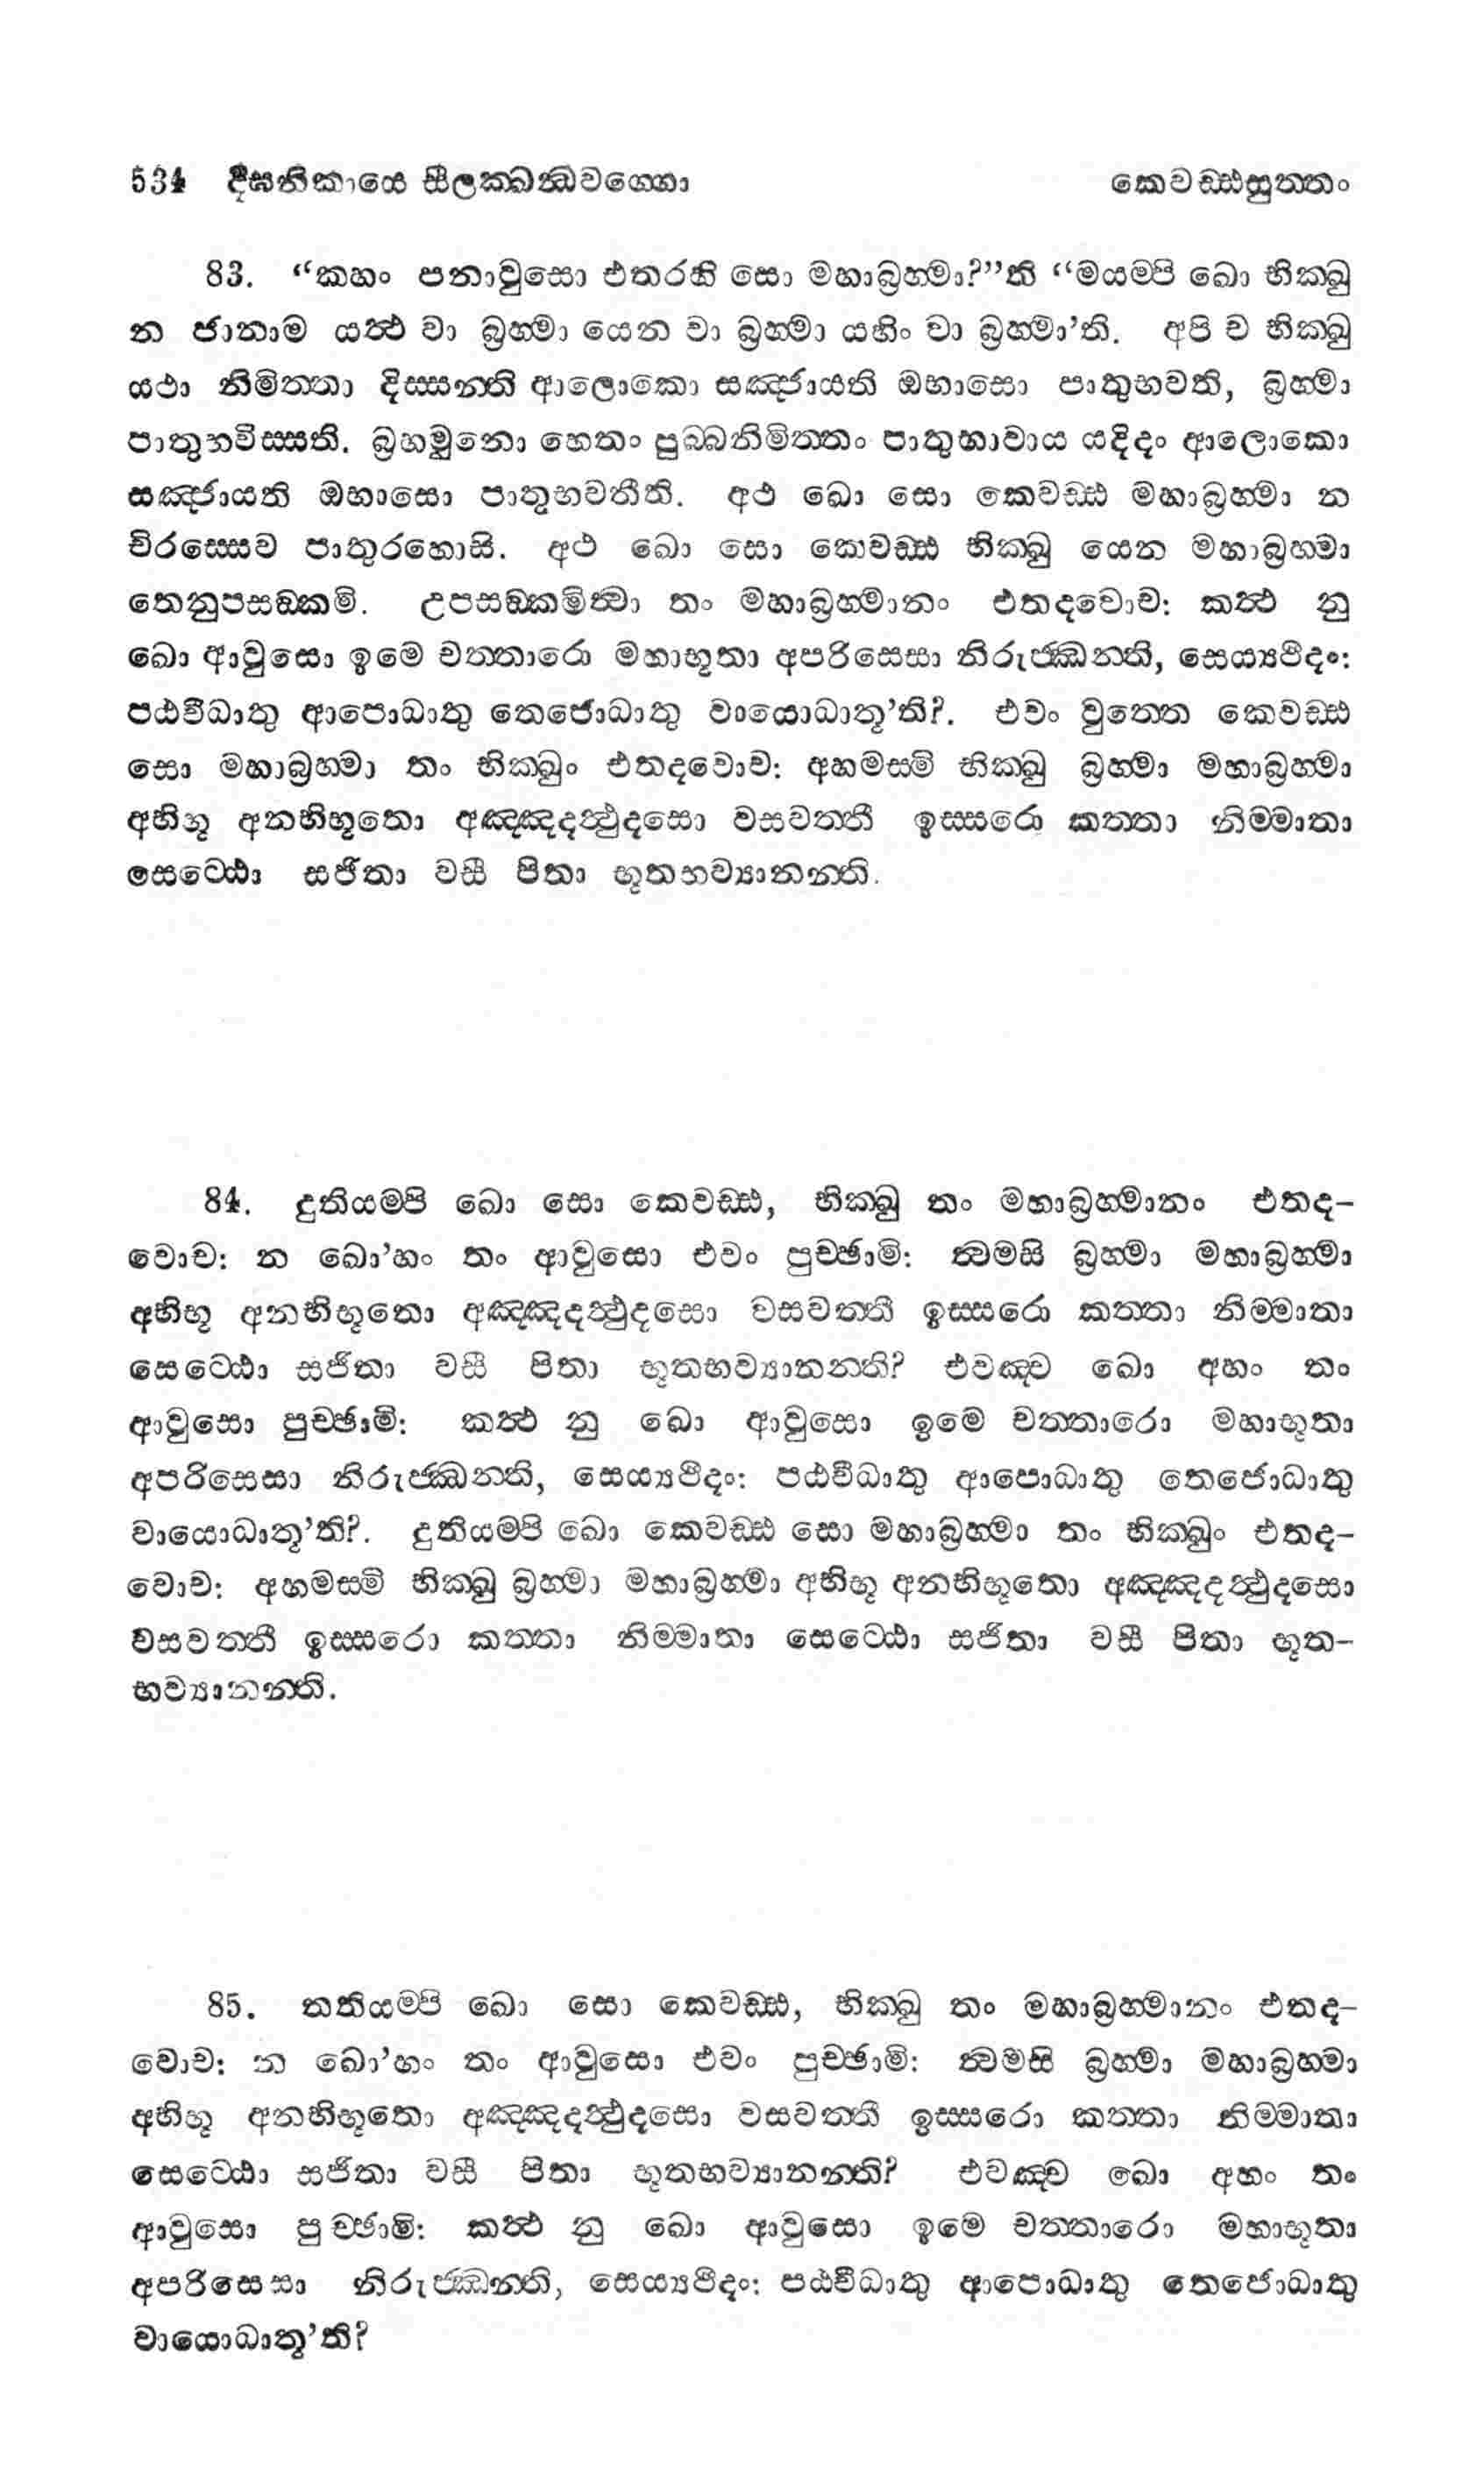 534 දීඝනිකායෙ සීලක්ඛන්ධවග්ගො කෙවඩ්ඪසුත්තං
83. “කහං පනාවුසො එතරහි සො මහාබ්‍රහ්මා?”ති “මයම්පි ඛො භික්ඛු
න ජානාම යත්‍ථ වා බ්‍රහ්මා යෙන වා බ්‍රහ්මා යහිං වා බ්‍රහ්මා’ති. අපි ච භික්ඛු
යථා නිමිත්තා දිස්සන්ති ආලොකො සඤ්ජායති ඔභාසො පාතුභවති, බ්‍රහ්මා
පාතුභවිස්සති. බ්‍රහ්මුනො හෙතං පුබ්බනිමිත්තං පාතුභාවාය යදිදං ආලොකො
සඤ්ජායති ඔභාසො පාතුභවතීති. අථ ඛො සො කෙවඩ්ඪ මහාබ්‍රහ්මා න
චිරස්සෙව පාතුරහොසි. අථ ඛො සො කෙවඩ්ඪ භික්ඛු යෙන මහාබ්‍රහ්මා
තෙනුපසඞ්කමි. උපසඞ්කමිත්‍වා තං මහාබ්‍රහ්මානං එතදවොච: කත්‍ථ නු
ඛො ආවුසො ඉමෙ චත්තාරො මහාභූතා අපරිසෙසා නිරුජ්ඣන්ති, සෙය්‍යථිදං:
පඨවීධාතු ආපොධාතු තෙජොධාතු වායොධාතූ’ති?. එවං වුත්තෙ කෙවඩ්ඪ
සො මහාබ්‍රහ්මා තං භික්ඛුං එතදවොච: අහමස්මි භික්ඛු බ්‍රහ්මා මහාබ්‍රහ්මා
අභිභූ අනභිභූතො අඤ්ඤදත්‍ථුදසො වසවත්තී ඉස්සරො කත්තා නිම්මාතා
සෙට්ඨො සජිතා වසී පිතා භූතභව්‍යානන්ති.
84. දුතියම්පි ඛො සො කෙවඩ්ඪ, භික්ඛු තං මහාබ්‍රහ්මානං එතද-
වොච: න ඛො’හං තං ආවුසො එවං පුච්ඡාමි: ත්‍වමසි බ්‍රහ්මා මහාබ්‍රහ්මා
අභිභූ අනභිභූතො අඤ්ඤදත්‍ථුදසො වසවත්තී ඉස්සරො කත්තා නිම්මාතා
සෙට්ඨො සජිතා වසී පිතා භූතභව්‍යානන්ති? එවඤ්ච ඛො අහං තං
ආවුසො පුච්ඡාමි: කත්‍ථ නු ඛො ආවුසො ඉමෙ චත්තාරො මහාභූතා
අපරිසෙසා නිරුජ්ඣන්ති, සෙය්‍යථිදං: පඨවීධාතු ආපොධාතු තෙජොධාතු
වායොධාතූ’ති?. දුතියම්පි ඛො කෙවඩ්ඪ සො මහාබ්‍රහ්මා තං භික්ඛුං එතද-
වොච: අහමස්මි භික්ඛු බ්‍රහ්මා මහාබ්‍රහ්මා අභිභූ අනභිභූතො අඤ්ඤදත්‍ථුදසො
වසවත්තී ඉස්සරො කත්තා නිම්මාතා සෙට්ඨො සජිතා වසී පිතා භූත-
භව්‍යානන්ති.
85. තතියම්පි ඛො සො කෙවඩ්ඪ, භික්ඛු තං මහාබ්‍රහ්මානං එතද-
වොච: න ඛො’හං තං ආවුසො එවං පුච්ඡාමි: ත්‍වමසි බ්‍රහ්මා මහාබ්‍රහ්මා
අභිභූ අනභිභූතො අඤ්ඤදත්‍ථුදසො වසවත්තී ඉස්සරො කත්තා නිම්මාතා
සෙට්ඨො සජිතා වසී පිතා භූතභව්‍යානන්ති? එවඤ්ච ඛො අහං තං
ආවුසො පුච්ඡාමි: කත්‍ථ නු ඛො ආවුසො ඉමෙ චත්තාරො මහාභූතා
අපරිසෙසා නිරුජ්ඣන්ති, සෙය්‍යථිදං: පඨවීධාතු ආපොධාතු තෙජොධාතු
වායොධාතූ’ති?